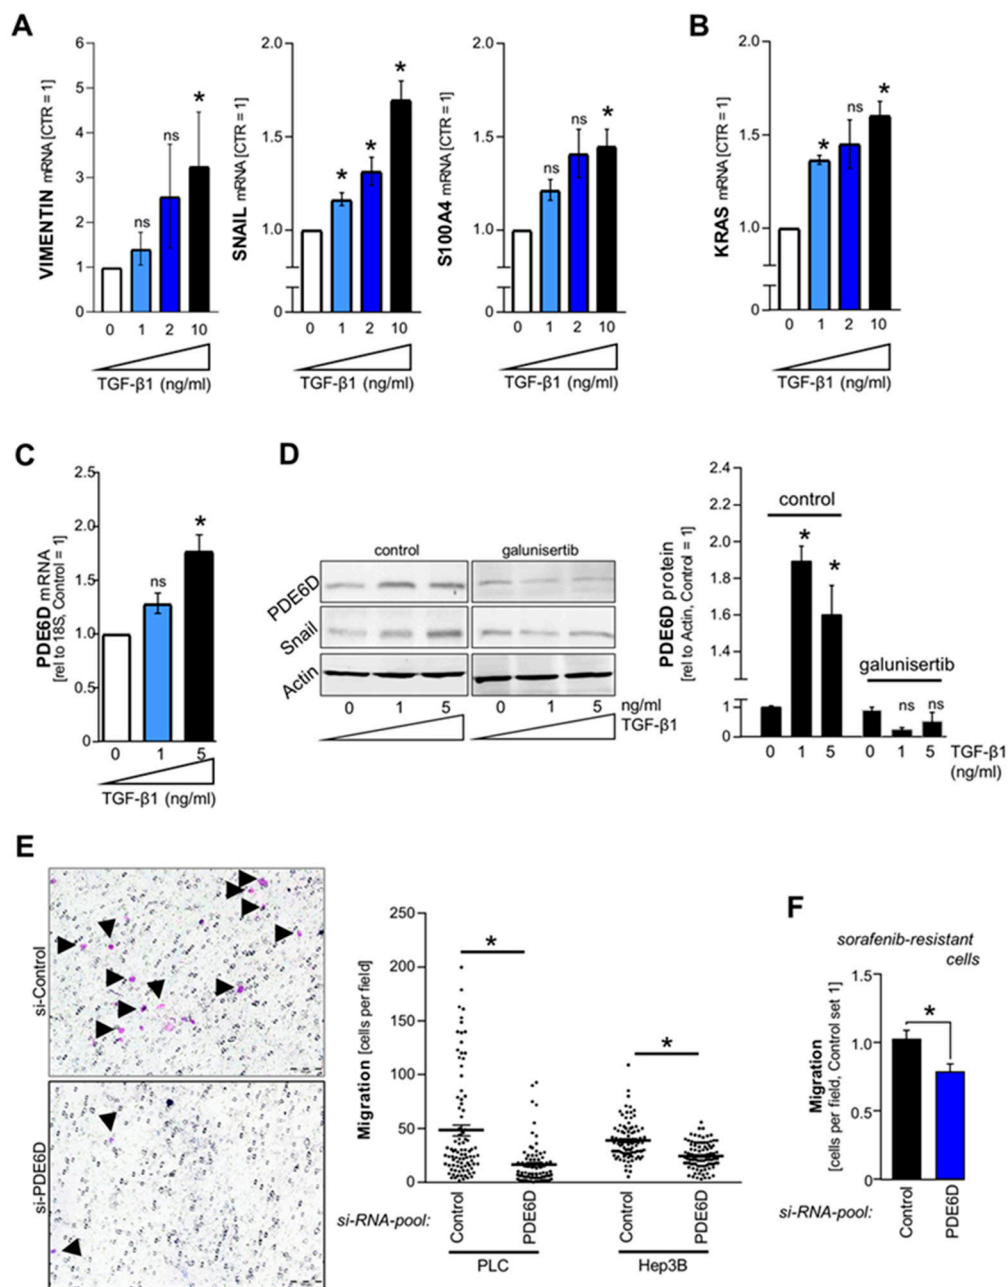 A
VIMENTIN mRNA [CTR = 1]
6
5
4
3
2
1
0
ns
ns
*
0 1 2 10
TGF-β1 (ng/ml)
SNAIL mRNA [CTR = 1]
2.0
1.5
1.0
0
*
*
*
0 1 2 10
TGF-β1 (ng/ml)
S100A4 mRNA [CTR = 1]
2.0
1.5
1.0
0
ns
ns
*
0 1 2 10
TGF-β1 (ng/ml)
B
KRAS mRNA [CTR = 1]
2.0
1.5
1.0
0
*
ns
*
0 1 2 10
TGF-β1 (ng/ml)
C
PDE6D mRNA
[rel to 18S, Control = 1]
2.5
2.0
1.5
1.0
0.5
0
ns
*
0 1 5
TGF-β1 (ng/ml)
D
control galunisertib
PDE6D
Snail
Actin
0 1 5 0 1 5 ng/ml
TGF-β1
PDE6D protein
[rel to Actin, Control = 1]
2.4
2.2
2.0
1.8
1.6
1.4
1
0
control
*
*
galunisertib
ns
ns
0 1 5 0 1 5 TGF-β1
(ng/ml)
E
si-Control
si-PDE6D
Migration [cells per field]
250
200
150
100
50
0
*
*
si-RNA-pool:
Control
PDE6D
Control
PDE6D
PLC Hep3B
F
sorafenib-resistant
cells
Migration
[cells per field, Control set 1]
1.5
1.0
0.5
0
*
si-RNA-pool:
Control
PDE6D